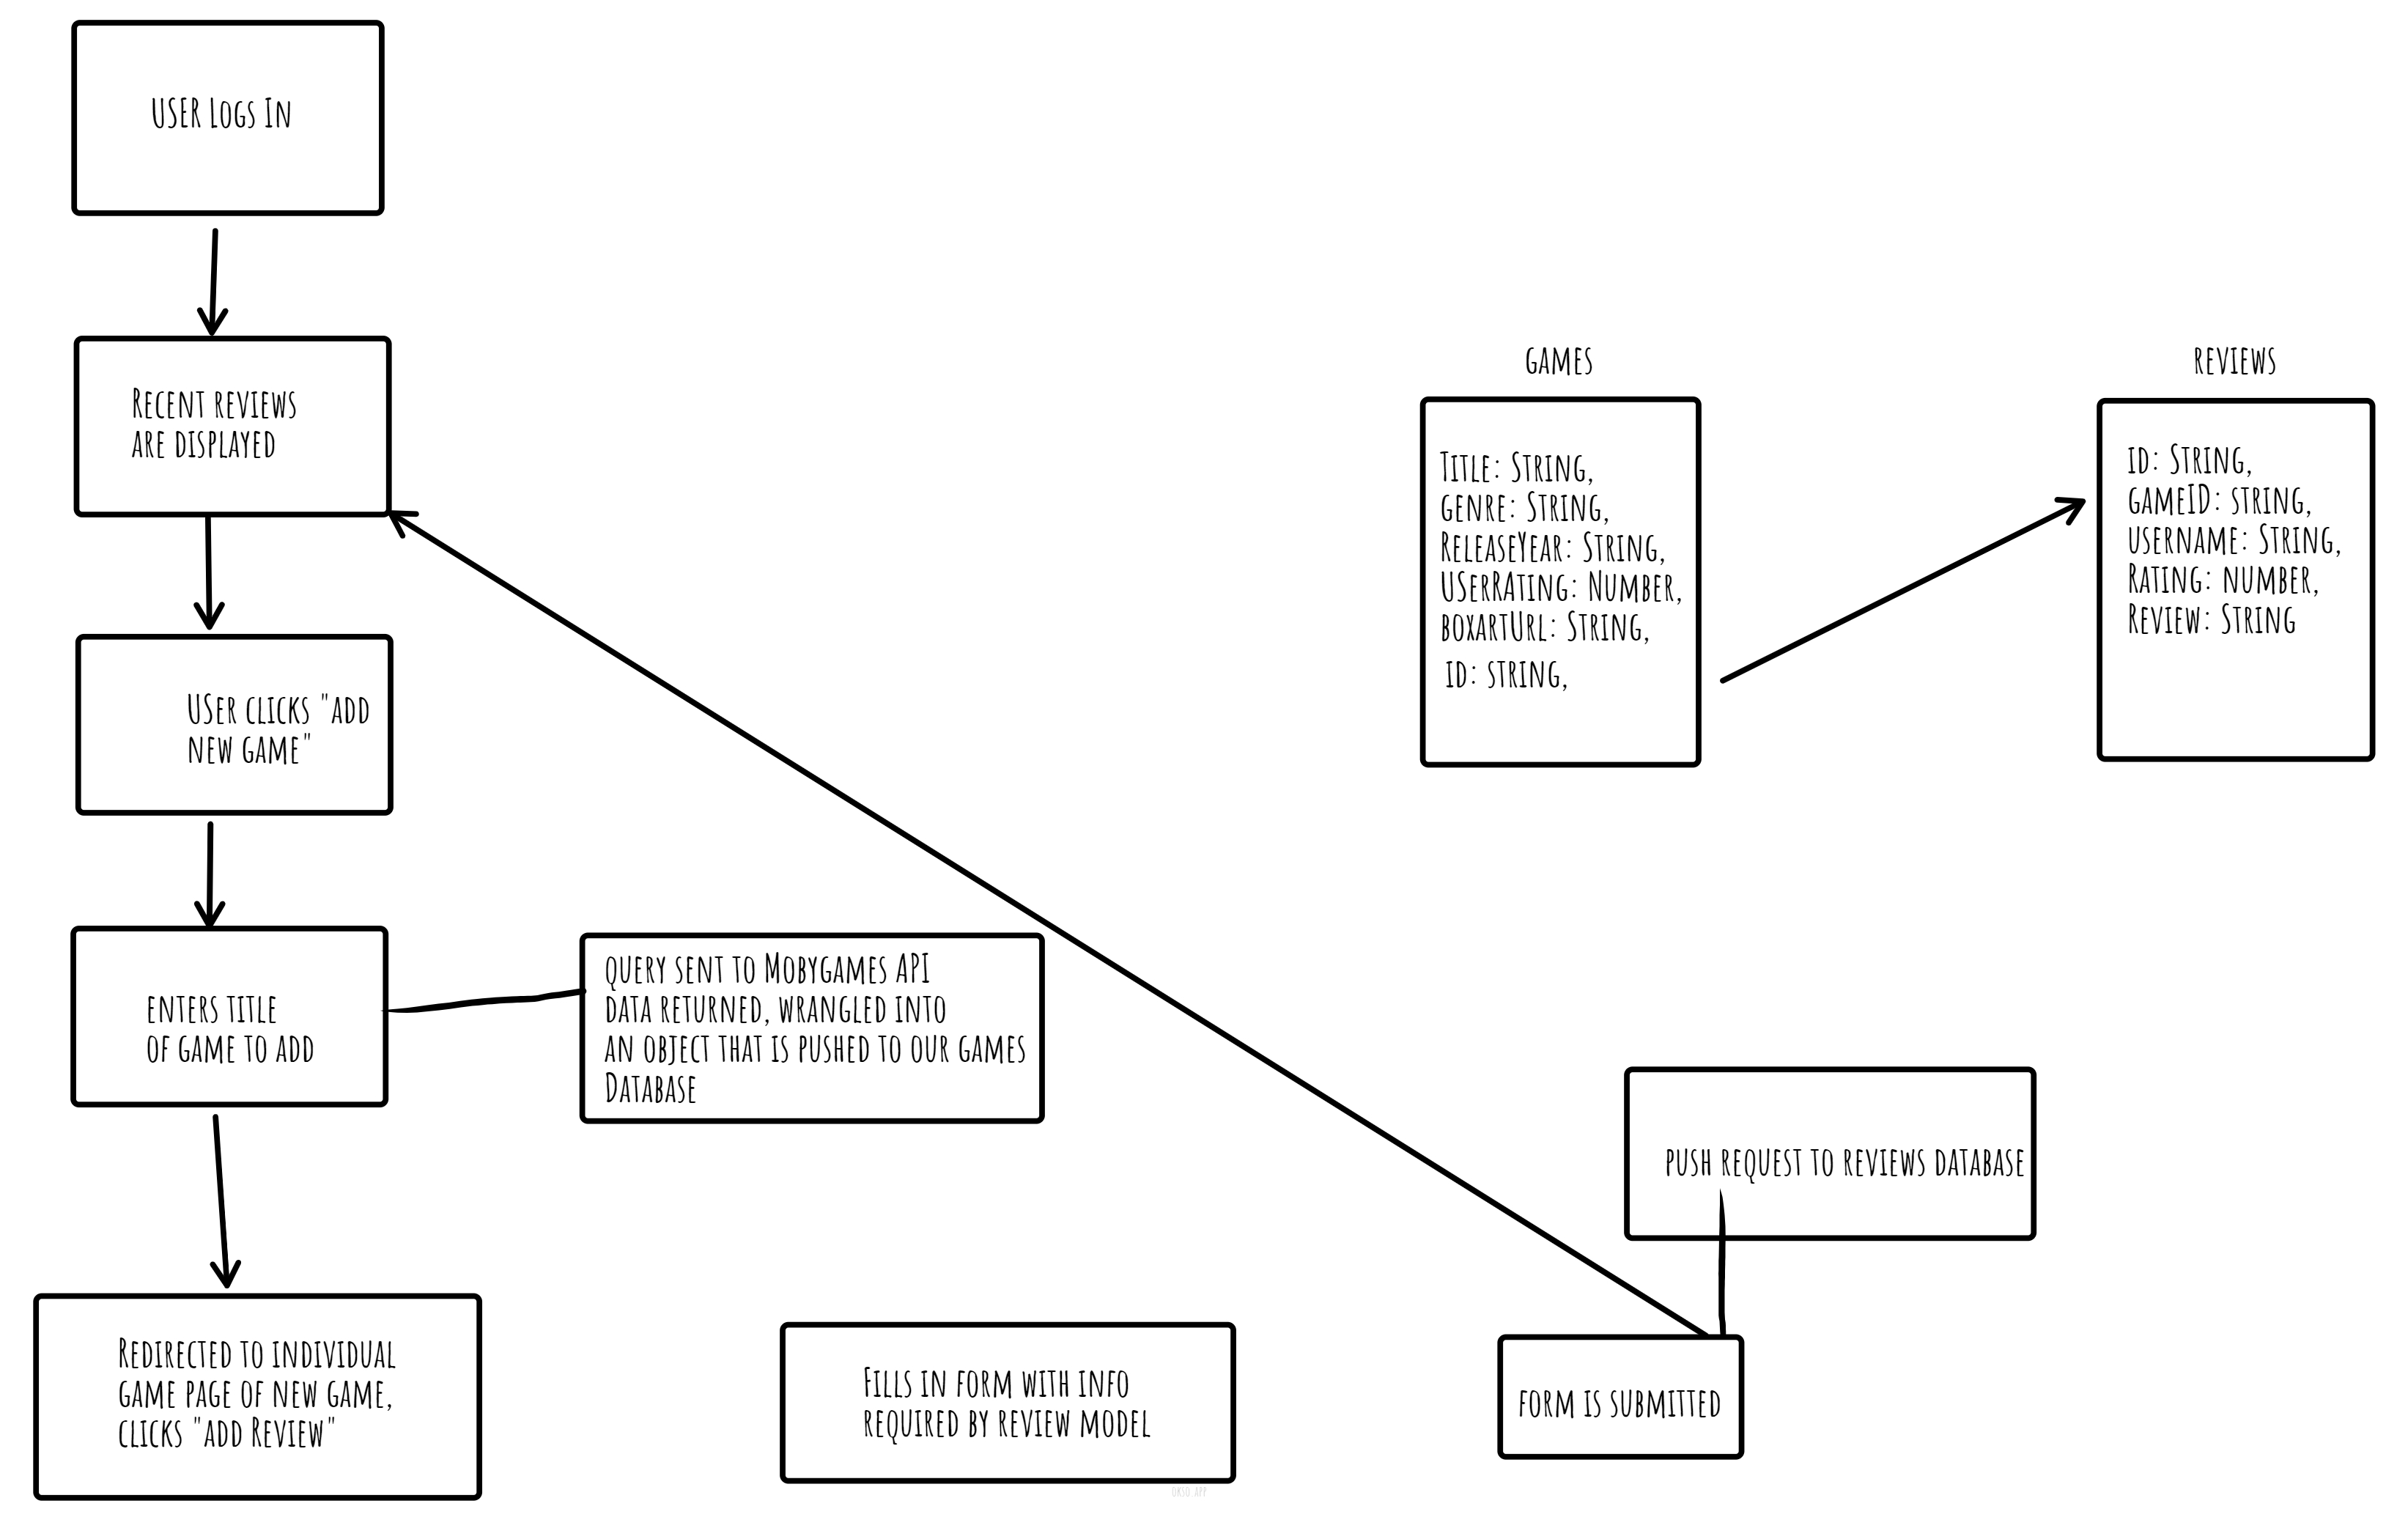 USER Logs In
Recent reviews
are displayed
User clicks "add
new game"
enters title
of game to add
query sent to Mobygames API
data returned, wrangled into
an object that is pushed to our games
Database
Redirected to individual
game page of new game,
clicks "add Review"
Fills in form with info
required by review model
form is submitted
push request to reviews database
games
Title: String,
genre: String,
ReleaseYear: String,
USerRAting: Number,
boxartUrl: String,
id: string,
reviews
id: String,
gameID: string,
username: String,
Rating: number,
Review: String
okso.app